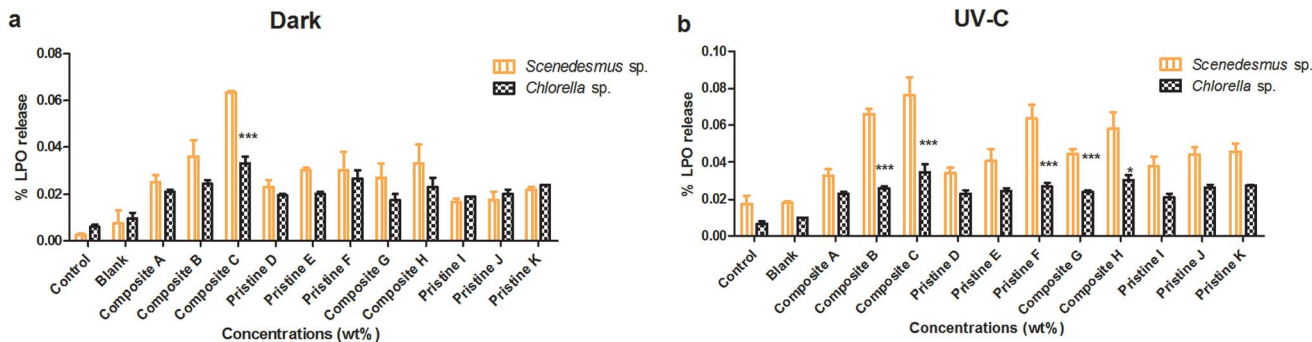 a
Dark
% LPO release
0.08
0.06
0.04
0.02
0.00
Scenedesmus sp.
Chlorella sp.
***
Control
Blank
Composite A
Composite B
Composite C
Pristine D
Pristine E
Pristine F
Composite G
Composite H
Pristine I
Pristine J
Pristine K
Concentrations (wt%)
b
UV-C
% LPO release
0.10
0.08
0.06
0.04
0.02
0.00
Scenedesmus sp.
Chlorella sp.
***
***
***
***
*
Control
Blank
Composite A
Composite B
Composite C
Pristine D
Pristine E
Pristine F
Composite G
Composite H
Pristine I
Pristine J
Pristine K
Concentrations (wt%)